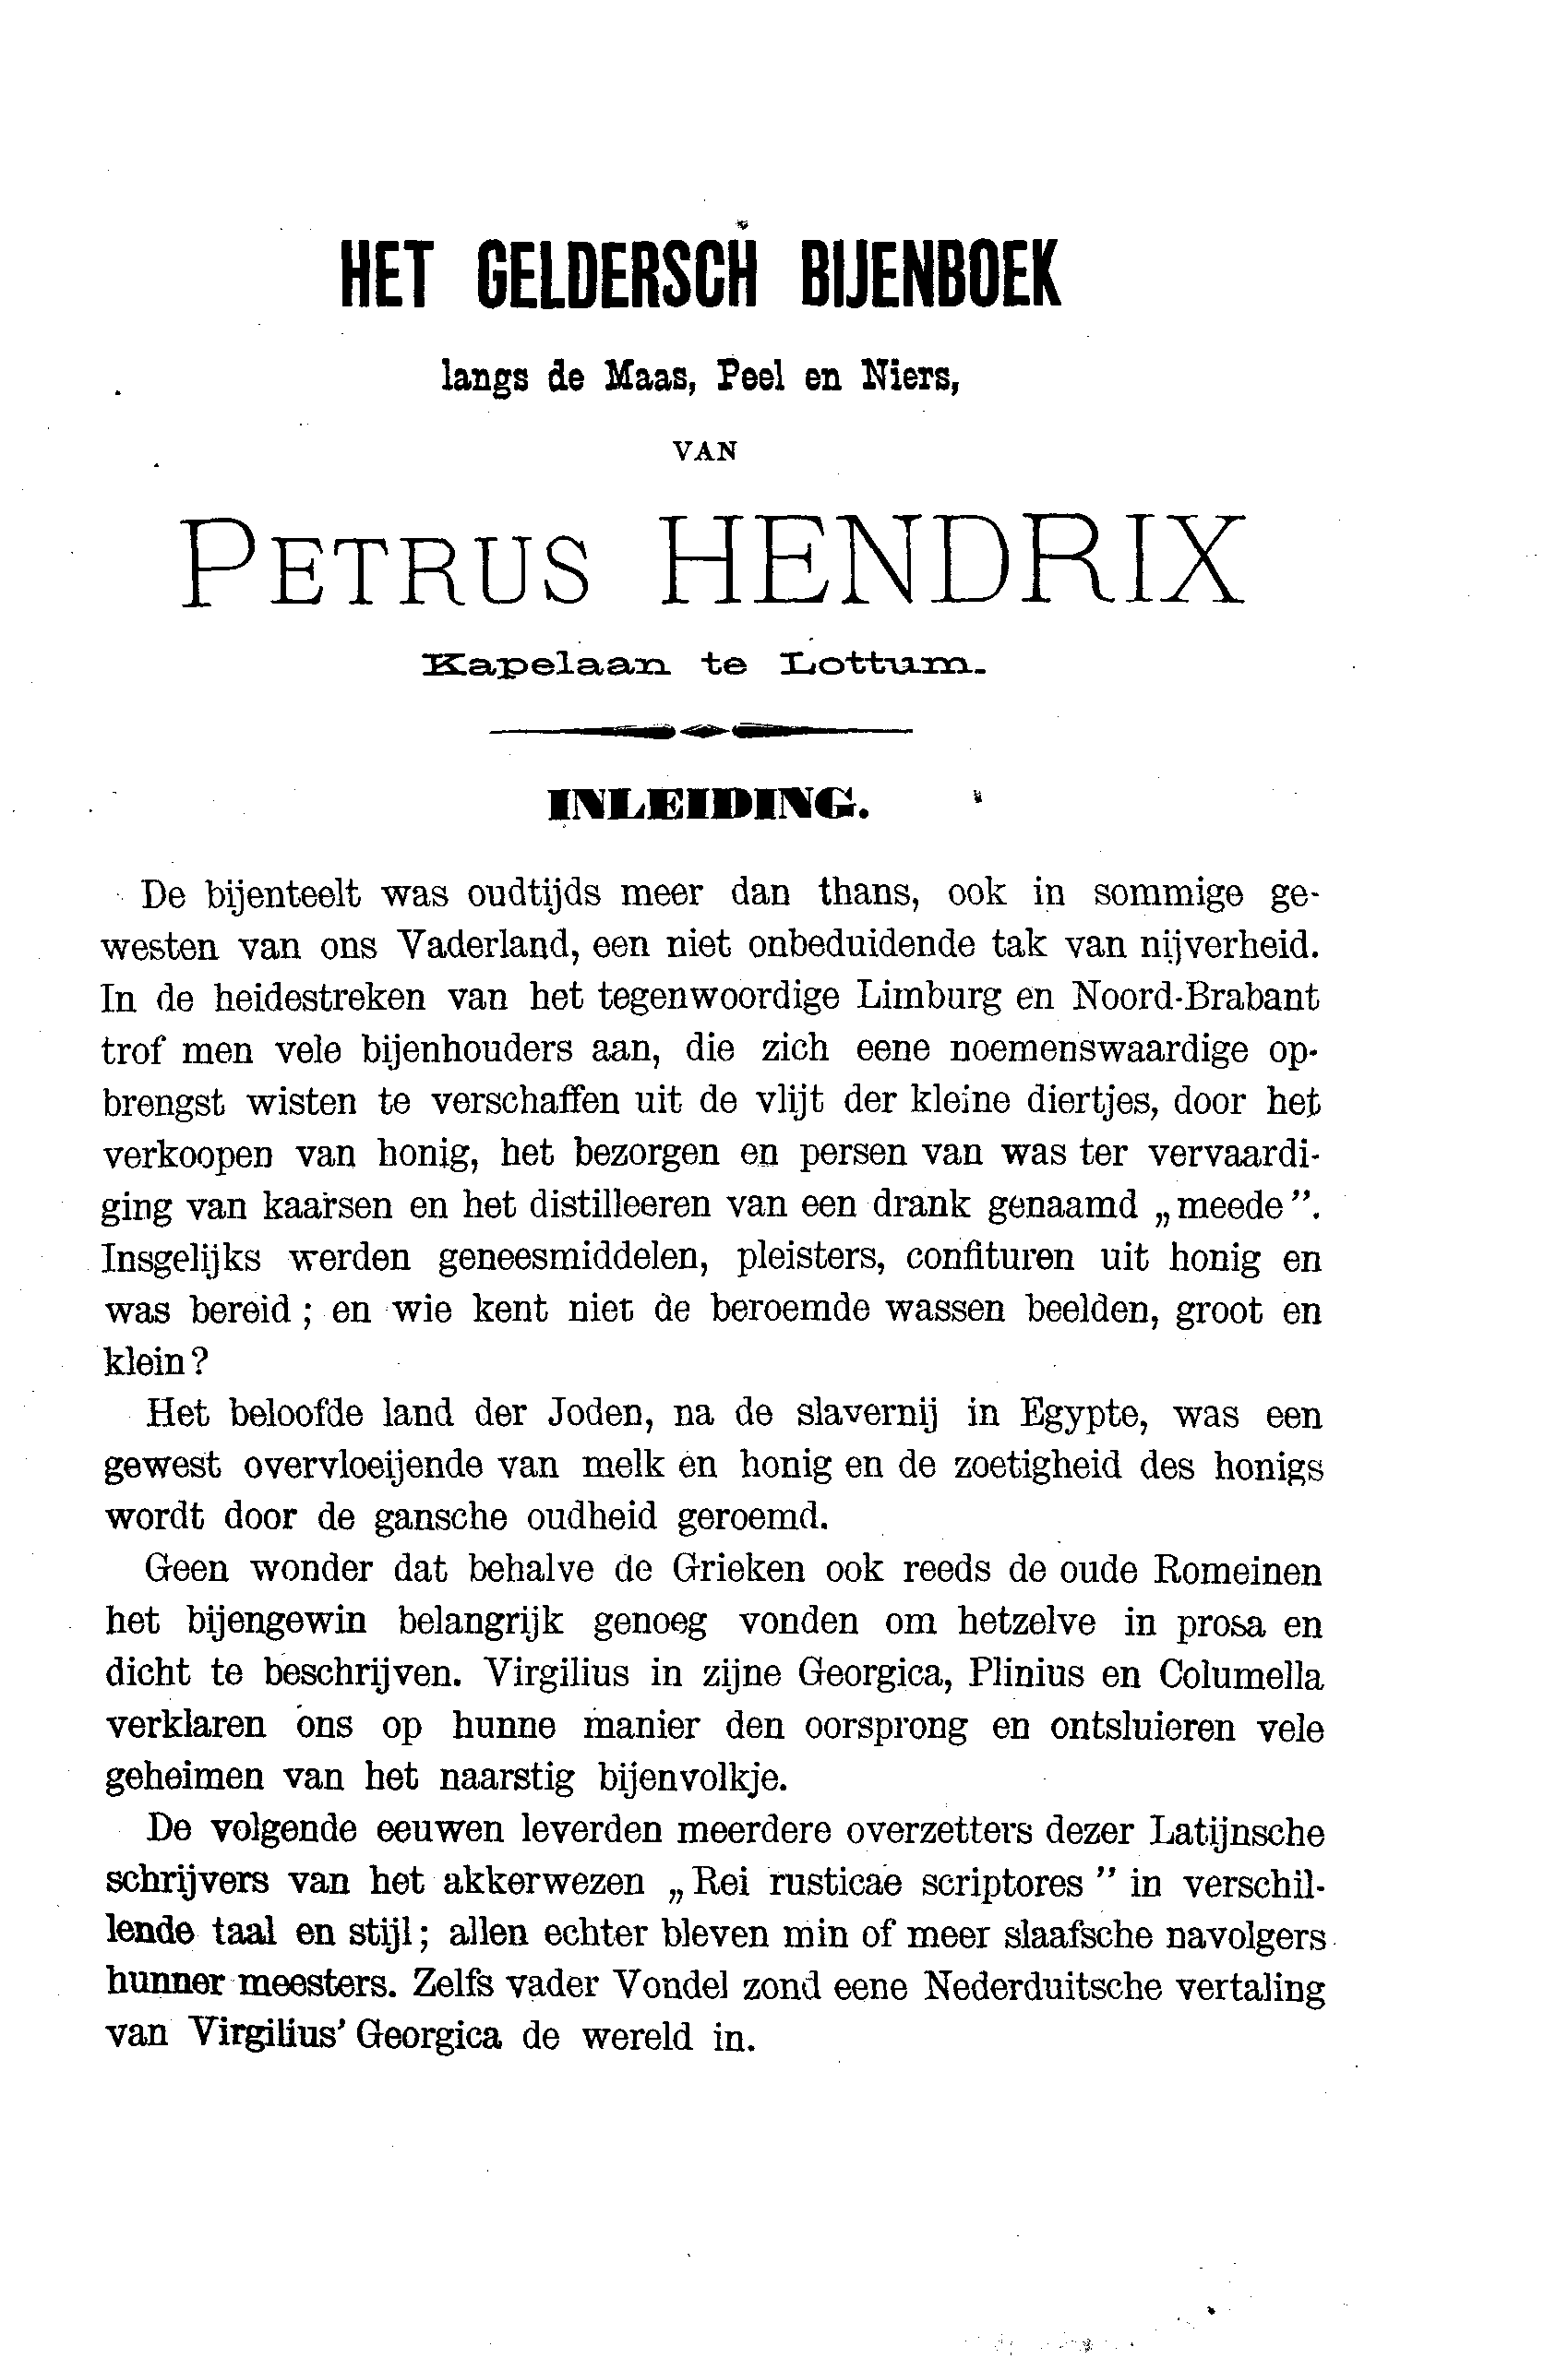 HET GELDERSCH BIJENBOEK
langs de Maas, Peel en Niers,
VAN
PETRUS HENDRIX
Kapelaan te Lottum.
INLEIDING.
De bijenteelt was oudtijds meer dan thans, ook in sommige ge-
westen van ons Vaderland, een niet onbeduidende tak van nijverheid.
In de heidestreken van het tegenwoordige Limburg en Noord-Brabant
trof men vele bijenhouders aan, die zich eene noemenswaardige op-
brengst wisten te verschaffen uit de vlijt der kleine diertjes, door het
verkoopen van honig, het bezorgen en persen van was ter vervaardi-
ging van kaarsen en het distilleeren van een drank genaamd „meede”.
Insgelijks werden geneesmiddelen, pleisters, confituren uit honig en
was bereid; en wie kent niet de beroemde wassen beelden, groot en
klein?
Het beloofde land der Joden, na de slavernij in Egypte, was een
gewest overvloeijende van melk en honig en de zoetigheid des honigs
wordt door de gansche oudheid geroemd.
Geen wonder dat behalve de Grieken ook reeds de oude Romeinen
het bijengewin belangrijk genoeg vonden om hetzelve in prosa en
dicht te beschrijven. Virgilius in zijne Georgica, Plinius en Columella
verklaren ons op hunne manier den oorsprong en ontsluieren vele
geheimen van het naarstig bijenvolkje.
De volgende eeuwen leverden meerdere overzetters dezer Latijnsche
schrijvers van het akkerwezen „Rei rusticae scriptores” in verschil-
lende taal en stijl; allen echter bleven min of meer slaafsche navolgers
hunner meesters. Zelfs vader Vondel zond eene Nederduitsche vertaling
van Virgilius' Georgica de wereld in.